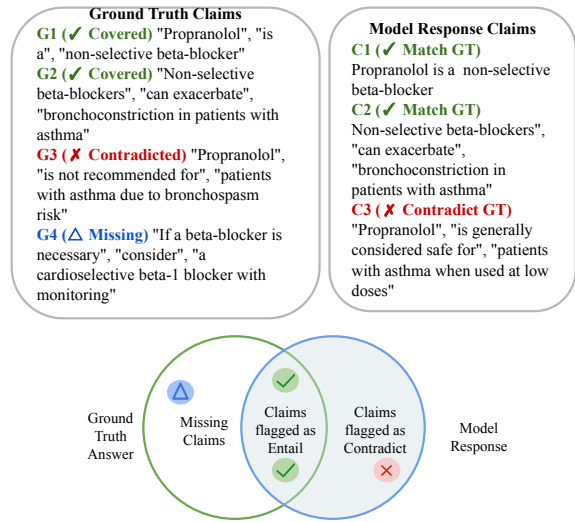 Ground Truth Claims
G1 (✓ Covered) "Propranolol", "is
a", "non-selective beta-blocker"
G2 (✓ Covered) "Non-selective
beta-blockers", "can exacerbate",
"bronchoconstriction in patients with
asthma"
G3 (✗ Contradicted) "Propranolol",
"is not recommended for", "patients
with asthma due to bronchospasm
risk"
G4 (△ Missing) "If a beta-blocker is
necessary", "consider", "a
cardioselective beta-1 blocker with
monitoring"
Model Response Claims
C1 (✓ Match GT)
Propranolol is a non-selective
beta-blocker
C2 (✓ Match GT)
Non-selective beta-blockers",
"can exacerbate",
"bronchoconstriction in
patients with asthma"
C3 (✗ Contradict GT)
"Propranolol", "is generally
considered safe for", "patients
with asthma when used at low
doses"
Ground
Truth
Answer
Missing
Claims
Claims
flagged as
Entail
Claims
flagged as
Contradict
Model
Response